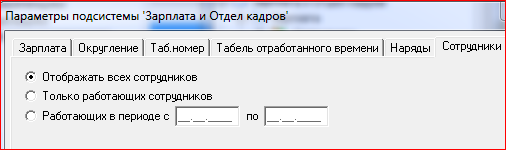 Параметры подсистемы 'Зарплата и Отдел кадров'
Зарплата Округление Таб.номер Табель отработанного времени Наряды Сотрудники
Отображать всех сотрудников
Только работающих сотрудников
Работающих в периоде с __.__.____ по __.__.____